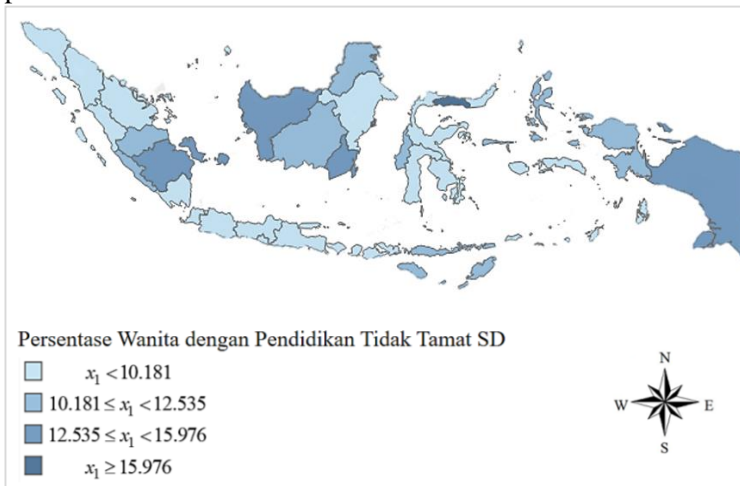 Persentase Wanita dengan Pendidikan Tidak Tamat SD
x₁ < 10.181
10.181 ≤ x₁ < 12.535
12.535 ≤ x₁ < 15.976
x₁ ≥ 15.976
N
W E
S